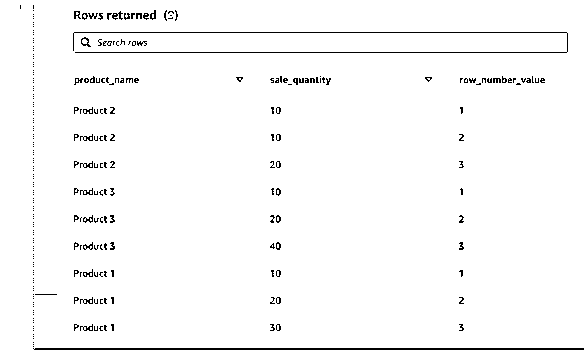 Rows returned (9)
Search rows
product_name sale_quantity row_number_value
Product 2 10 1
Product 2 10 2
Product 2 20 3
Product 3 10 1
Product 3 20 2
Product 3 40 3
Product 1 10 1
Product 1 20 2
Product 1 30 3